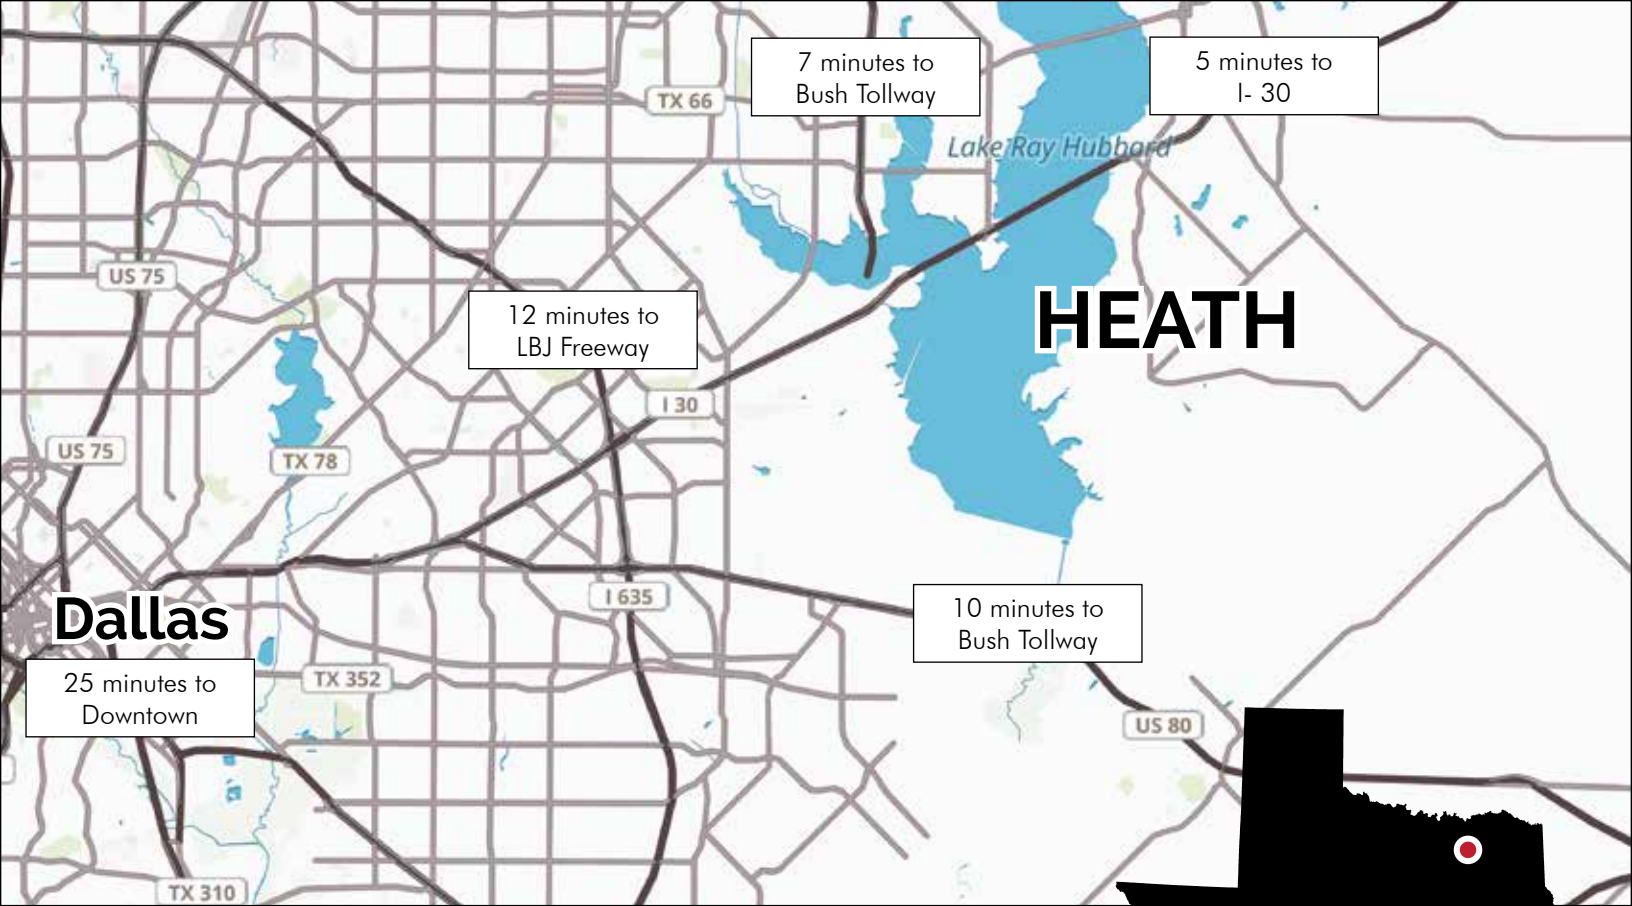 7 minutes to
Bush Tollway
5 minutes to
I- 30
TX 66
Lake Ray Hubbard
US 75
12 minutes to
LBJ Freeway
HEATH
I 30
US 75
TX 78
I 635
10 minutes to
Bush Tollway
Dallas
25 minutes to
Downtown
TX 352
US 80
TX 310